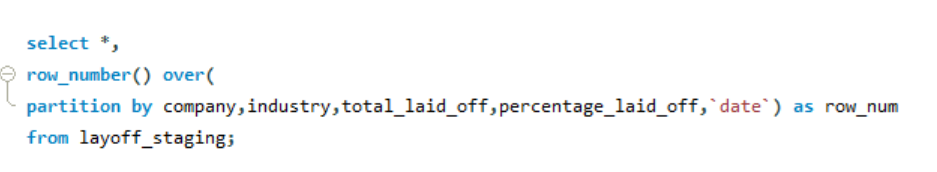 select *,
row_number() over(
partition by company,industry,total_laid_off,percentage_laid_off,`date`) as row_num
from layoff_staging;